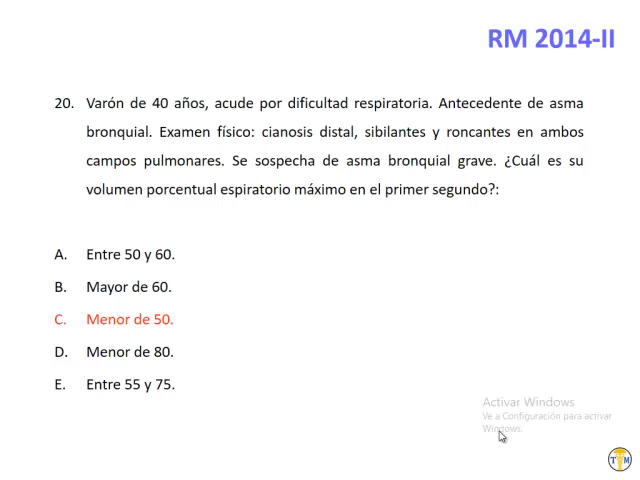 RM 2014-II
20. Varón de 40 años, acude por dificultad respiratoria. Antecedente de asma
bronquial. Examen físico: cianosis distal, sibilantes y roncantes en ambos
campos pulmonares. Se sospecha de asma bronquial grave. ¿Cuál es su
volumen porcentual espiratorio máximo en el primer segundo?:
A. Entre 50 y 60.
B. Mayor de 60.
C. Menor de 50.
D. Menor de 80.
E. Entre 55 y 75.
Activar Windows
Ve a Configuración para activar
Windows.
T M